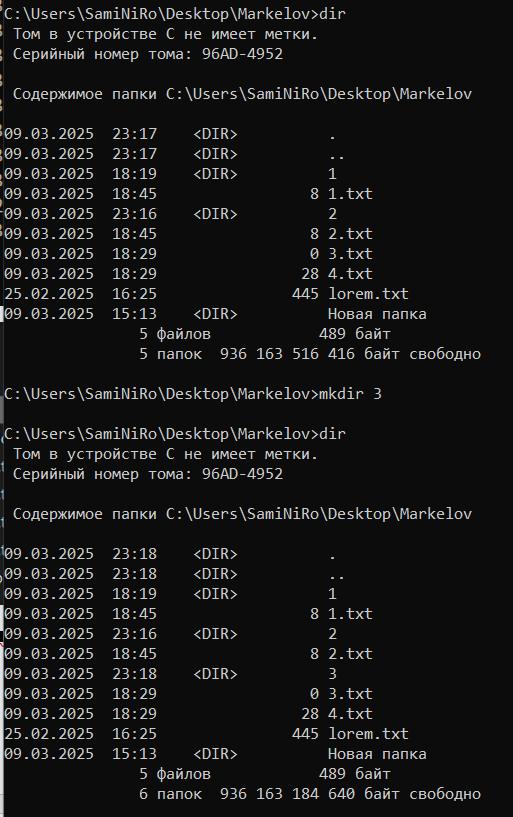 C:\Users\SamiNiRo\Desktop\Markelov>dir
Том в устройстве C не имеет метки.
Серийный номер тома: 96AD-4952
Содержимое папки C:\Users\SamiNiRo\Desktop\Markelov
09.03.2025  23:17    <DIR>          .
09.03.2025  23:17    <DIR>          ..
09.03.2025  18:19    <DIR>          1
09.03.2025  18:45                 8 1.txt
09.03.2025  23:16    <DIR>          2
09.03.2025  18:45                 8 2.txt
09.03.2025  18:29                 0 3.txt
09.03.2025  18:29                28 4.txt
25.02.2025  16:25               445 lorem.txt
09.03.2025  15:13    <DIR>          Новая папка
5 файлов            489 байт
5 папок  936 163 516 416 байт свободно
C:\Users\SamiNiRo\Desktop\Markelov>mkdir 3
C:\Users\SamiNiRo\Desktop\Markelov>dir
Том в устройстве C не имеет метки.
Серийный номер тома: 96AD-4952
Содержимое папки C:\Users\SamiNiRo\Desktop\Markelov
09.03.2025  23:18    <DIR>          .
09.03.2025  23:18    <DIR>          ..
09.03.2025  18:19    <DIR>          1
09.03.2025  18:45                 8 1.txt
09.03.2025  23:16    <DIR>          2
09.03.2025  18:45                 8 2.txt
09.03.2025  23:18    <DIR>          3
09.03.2025  18:29                 0 3.txt
09.03.2025  18:29                28 4.txt
25.02.2025  16:25               445 lorem.txt
09.03.2025  15:13    <DIR>          Новая папка
5 файлов            489 байт
6 папок  936 163 184 640 байт свободно